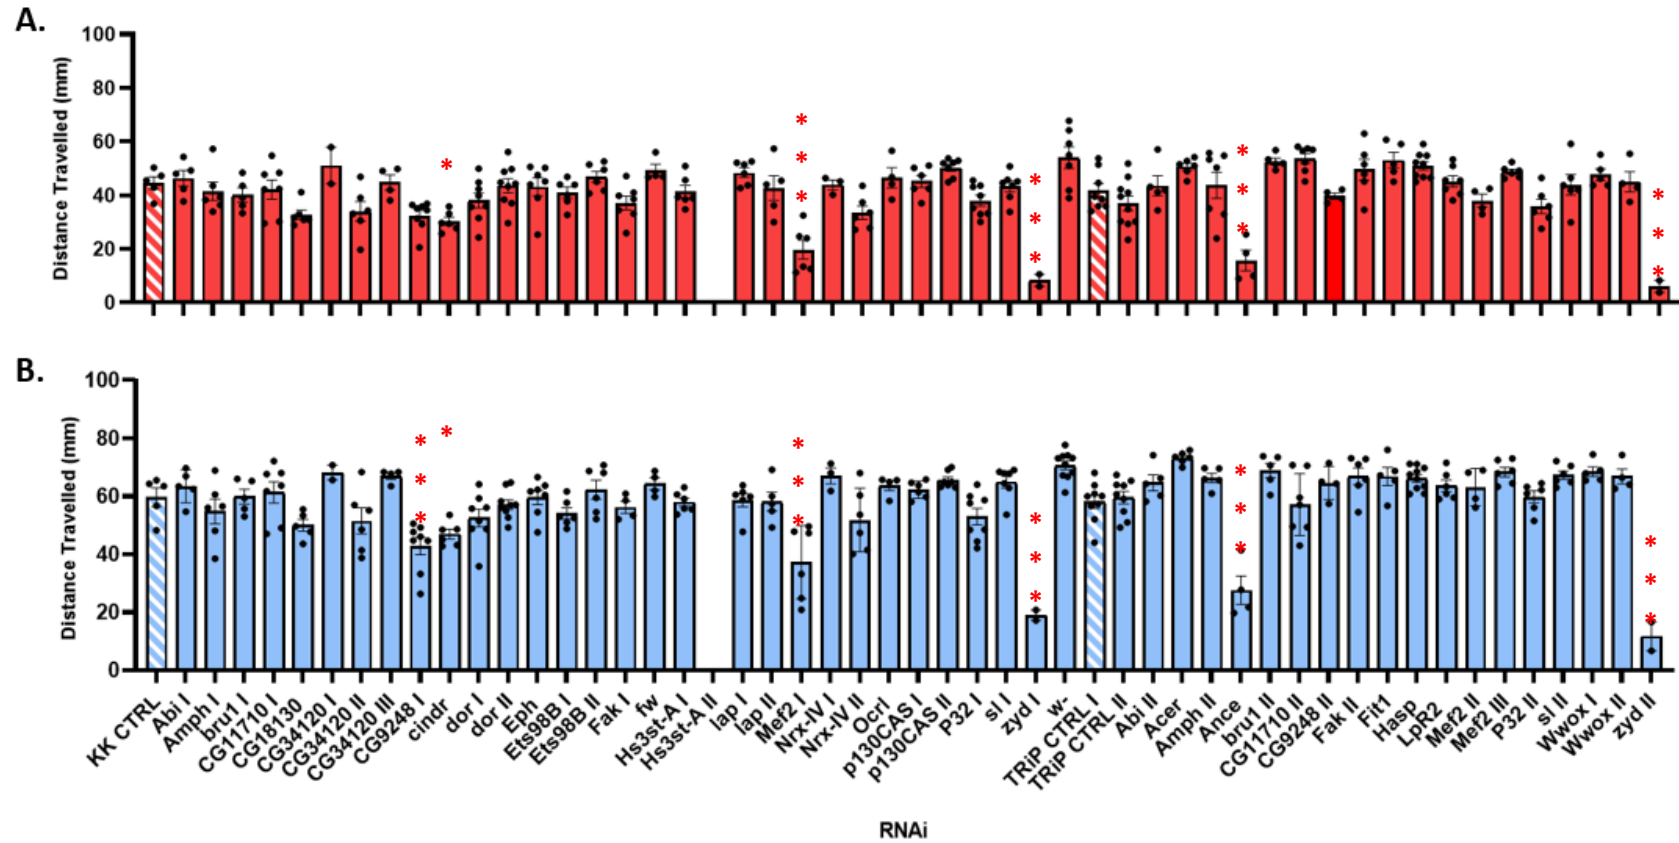 A.
Distance Travelled (mm)
100
80
60
40
20
0
* * * * * * * * * * * * *
B.
Distance Travelled (mm)
100
80
60
40
20
0
* * * * * * * * * * * * * * * *
KK CTRL
Abi I
Amph I
bru1 I
CG11710 I
CG18130
CG34120 I
CG34120 II
CG34120 III
CG9248 I
cindr
dor I
dor II
Eph
Ets98B I
Ets98B II
Fak I
fw
Hs3st-A I
Hs3st-A II
lap I
lap II
Mef2 I
Nrx-IV I
Nrx-IV II
Ocrl
p130CAS I
p130CAS II
P32 I
sl I
zyd I
w-
TRiP CTRL I
TRiP CTRL II
Abi II
Acer
Amph II
Ance
bru1 II
CG11710 II
CG9248 II
Fak II
Fit1
Hasp
LpR2
Mef2 II
Mef2 III
P32 II
sl II
Wwox I
Wwox II
zyd II
RNAi